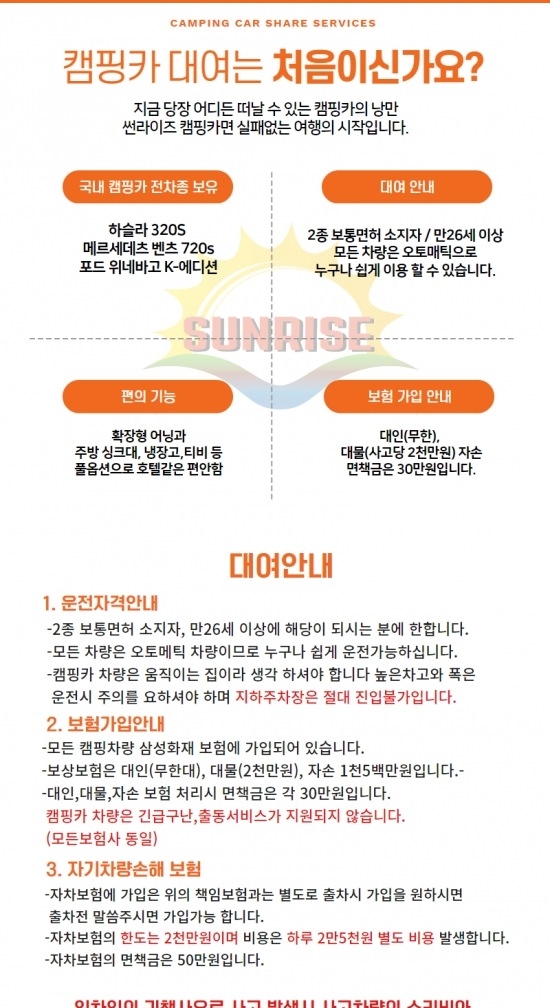 CAMPING CAR SHARE SERVICES
캠핑카 대여는 처음이신가요?
지금 당장 어디든 떠날 수 있는 캠핑카의 낭만
썬라이즈 캠핑카면 실패없는 여행의 시작입니다.
국내 캠핑카 전차종 보유
하슬라 320S
메르세데츠 벤츠 720s
포드 위네바고 K-에디션
대여 안내
2종 보통면허 소지자 / 만26세 이상
모든 차량은 오토매틱으로
누구나 쉽게 이용 할 수 있습니다.
SUNRISE
편의 기능
확장형 어닝과
주방 싱크대, 냉장고,티비 등
풀옵션으로 호텔같은 편안함
보험 가입 안내
대인(무한),
대물(사고당 2천만원) 자손
면책금은 30만원입니다.
대여안내
1. 운전자격안내
-2종 보통면허 소지자, 만26세 이상에 해당이 되시는 분에 한합니다.
-모든 차량은 오토메틱 차량이므로 누구나 쉽게 운전가능하십니다.
-캠핑카 차량은 움직이는 집이라 생각 하셔야 합니다 높은차고와 폭은
운전시 주의를 요하셔야 하며 지하주차장은 절대 진입불가입니다.
2. 보험가입안내
-모든 캠핑차량 삼성화재 보험에 가입되어 있습니다.
-보상보험은 대인(무한대), 대물(2천만원), 자손 1천5백만원입니다.-
-대인,대물,자손 보험 처리시 면책금은 각 30만원입니다.
캠핑카 차량은 긴급구난,출동서비스가 지원되지 않습니다.
(모든보험사 동일)
3. 자기차량손해 보험
-자차보험에 가입은 위의 책임보험과는 별도로 출차시 가입을 원하시면
출차전 말씀주시면 가입가능 합니다.
-자차보험의 한도는 2천만원이며 비용은 하루 2만5천원 별도 비용 발생합니다.
-자차보험의 면책금은 50만원입니다.